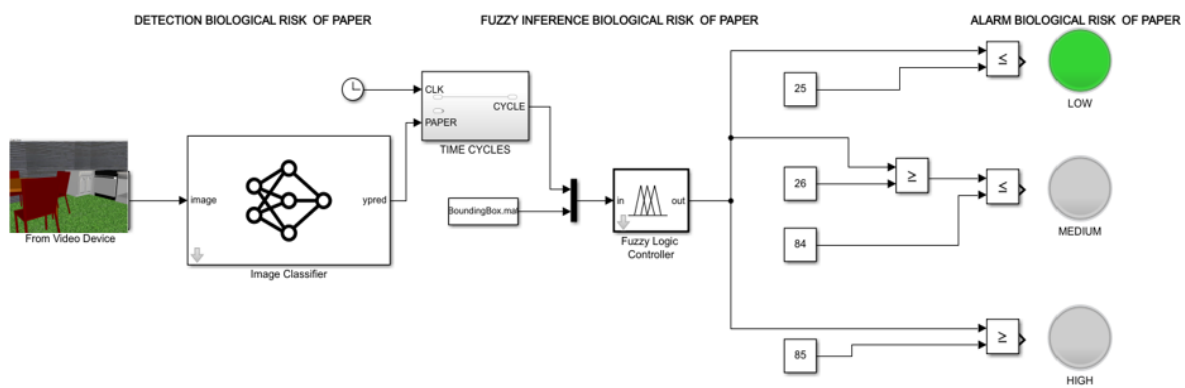 DETECTION BIOLOGICAL RISK OF PAPER
FUZZY INFERENCE BIOLOGICAL RISK OF PAPER
ALARM BIOLOGICAL RISK OF PAPER
From Video Device
image
ypred
Image Classifier
CLK
CYCLE
PAPER
TIME CYCLES
BoundingBox.mat
in
out
Fuzzy Logic
Controller
25
≤
LOW
26
≥
84
≤
MEDIUM
85
≥
HIGH